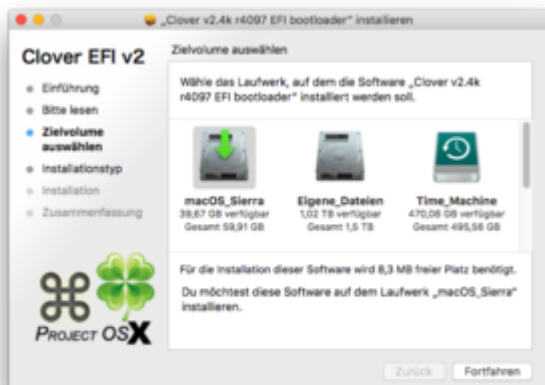 „Clover v2.4k r4097 EFI bootloader“ installieren
Clover EFI v2
Einführung
Bitte lesen
Zielvolume
auswählen
Installationstyp
Installation
Zusammenfassung
PROJECT OSX
Zielvolume auswählen
Wähle das Laufwerk, auf dem die Software „Clover v2.4k
r4097 EFI bootloader“ installiert werden soll.
macOS_Sierra
39,67 GB verfügbar
Gesamt 59,91 GB
Eigene_Dateien
1,02 TB verfügbar
Gesamt 1,5 TB
Time_Machine
470,08 GB verfügbar
Gesamt 495,56 GB
Für die Installation dieser Software wird 8,3 MB freier Platz benötigt.
Du möchtest diese Software auf dem Laufwerk „macOS_Sierra“
installieren.
Zurück
Fortfahren